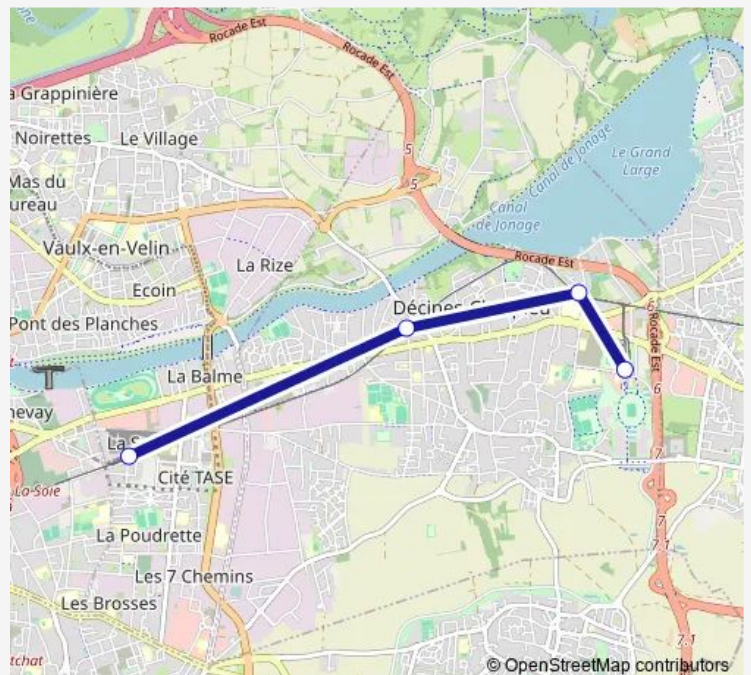 Rocade Est
Rocade Est
a Grappinière
Noirettes
Le Village
5
Le Grand
Large
Mas du
ureau
5
Canal de Jonage
Canal
de Jonage
Vaulx-en-Velin
La Rize
Rocade Est
Ecoin
Pont des Planches
6
Rocade Est
La Balme
6
nevay
La S
Cité TASE
7
La-Soie
7
La Poudrette
7.1
Les 7 Chemins
Les Brosses
7.1
tchat
© OpenStreetMap contributors